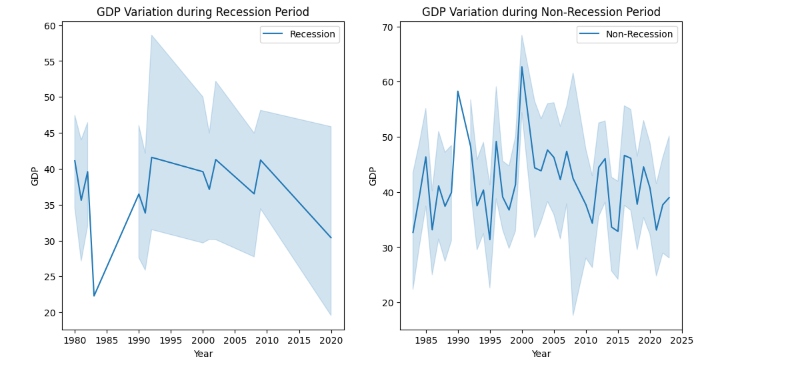 GDP Variation during Recession Period
Recession
60
55
50
45
40
35
30
25
20
GDP
1980 1985 1990 1995 2000 2005 2010 2015 2020
Year
GDP Variation during Non-Recession Period
Non-Recession
70
60
50
40
30
20
GDP
1985 1990 1995 2000 2005 2010 2015 2020 2025
Year